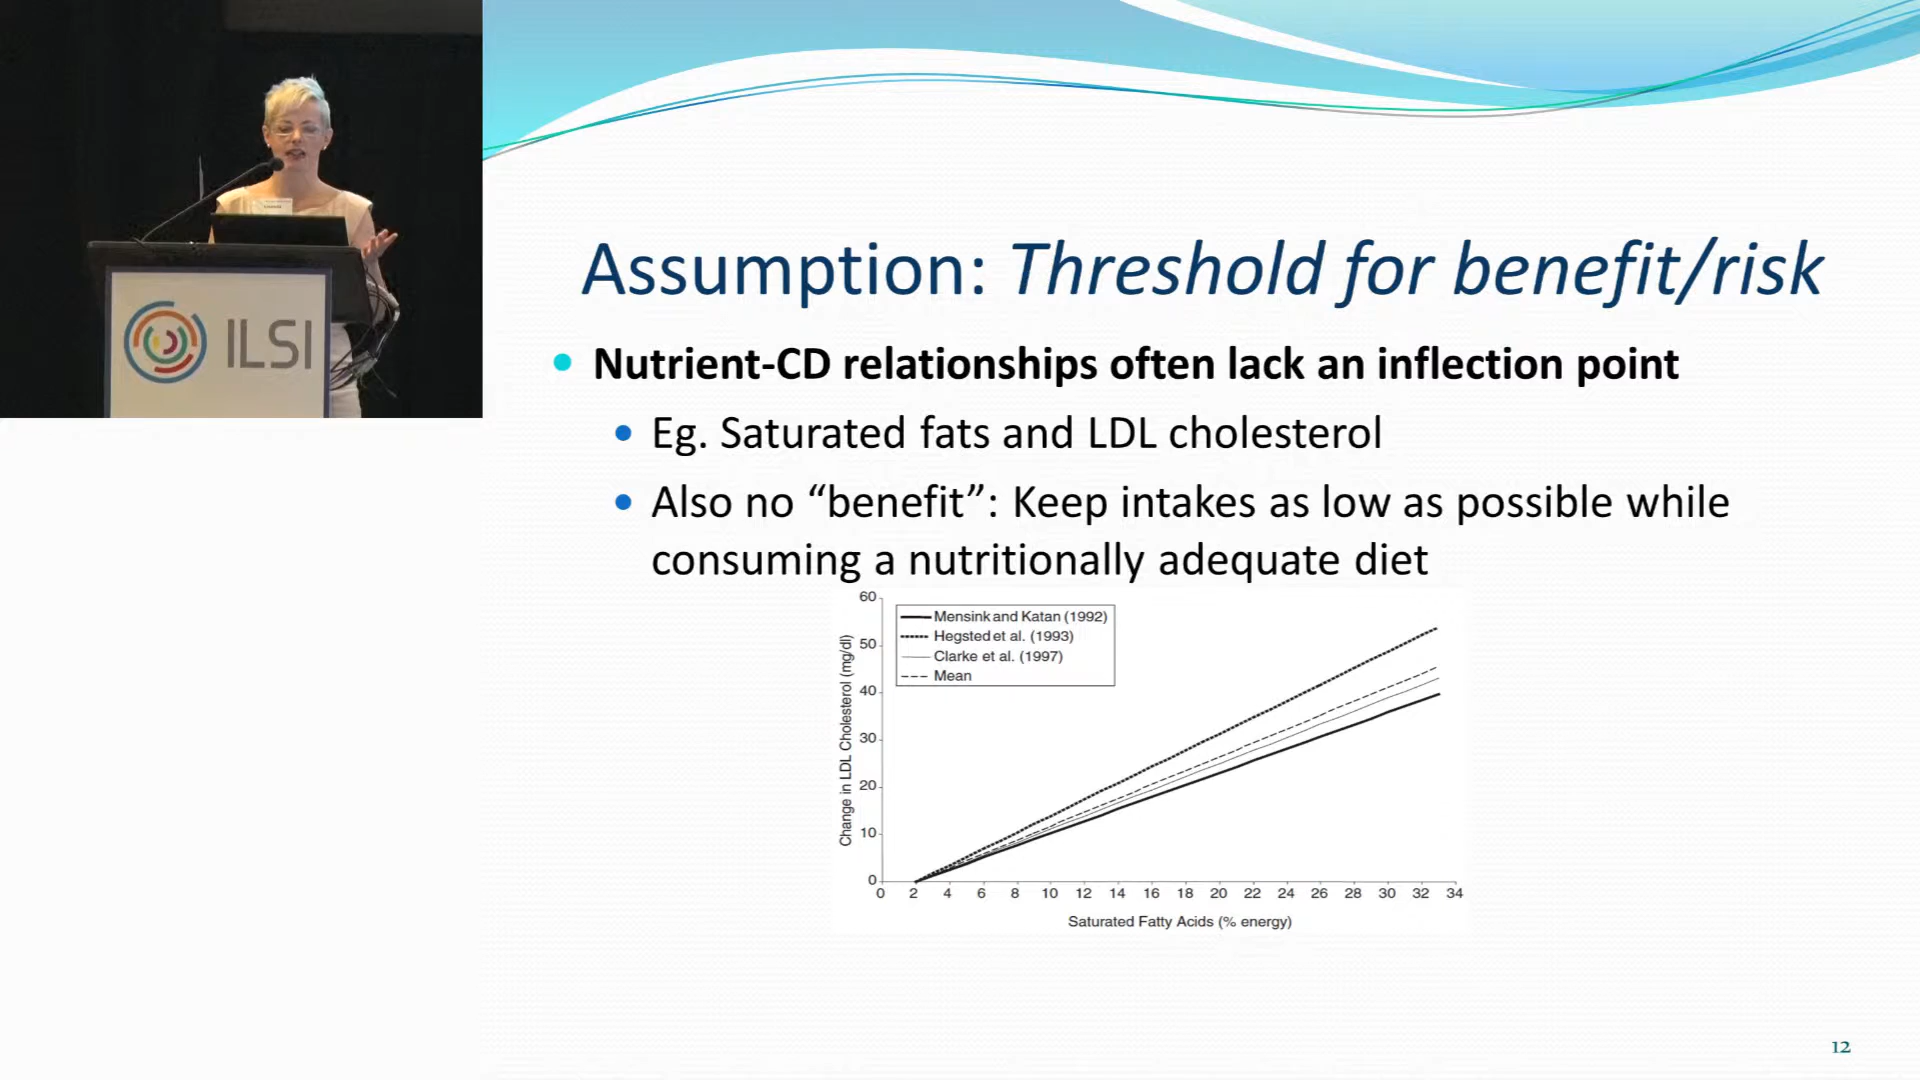 ILSI
Assumption: Threshold for benefit/risk
Nutrient-CD relationships often lack an inflection point
Eg. Saturated fats and LDL cholesterol
Also no “benefit”: Keep intakes as low as possible while
consuming a nutritionally adequate diet
Mensink and Katan (1992)
Hegsted et al. (1993)
Clarke et al. (1997)
Mean
Change in LDL Cholesterol (mg/dl)
60
50
40
30
20
10
0
0 2 4 6 8 10 12 14 16 18 20 22 24 26 28 30 32 34
Saturated Fatty Acids (% energy)
12